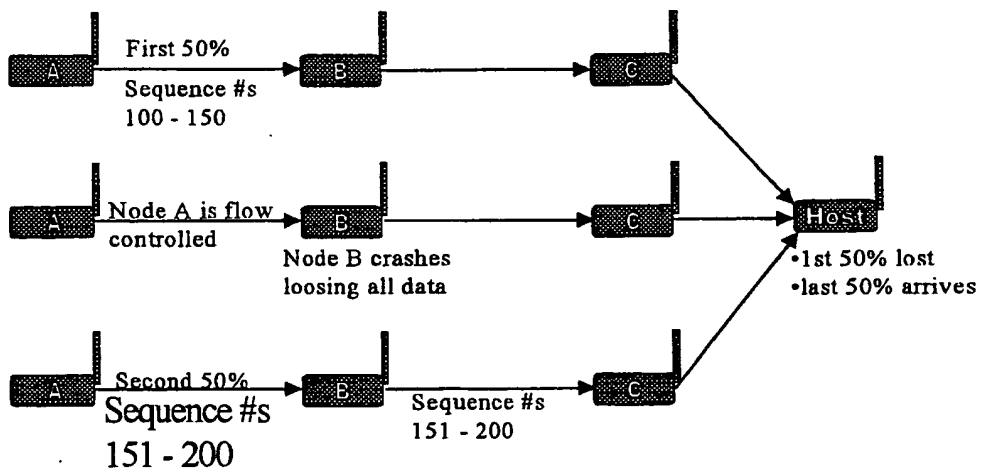 First 50%
A
B
C
Sequence #s
100 - 150
A
Node A is flow
controlled
B
C
Host
Node B crashes
loosing all data
•1st 50% lost
•last 50% arrives
A
Second 50%
B
C
Sequence #s
151 - 200
Sequence #s
151 - 200